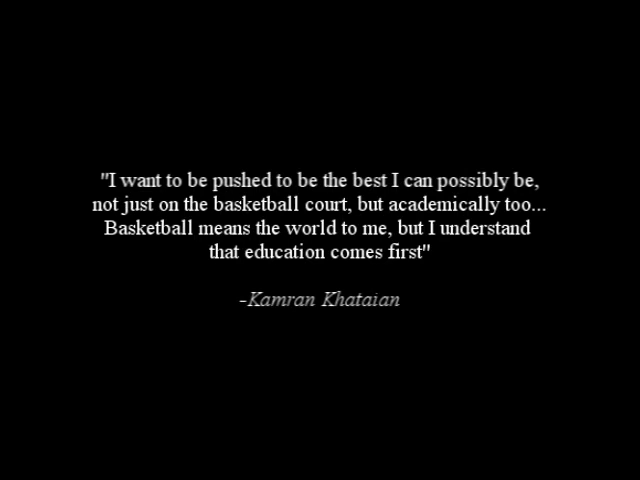 "I want to be pushed to be the best I can possibly be,
not just on the basketball court, but academically too...
Basketball means the world to me, but I understand
that education comes first"
-Kamran Khataian